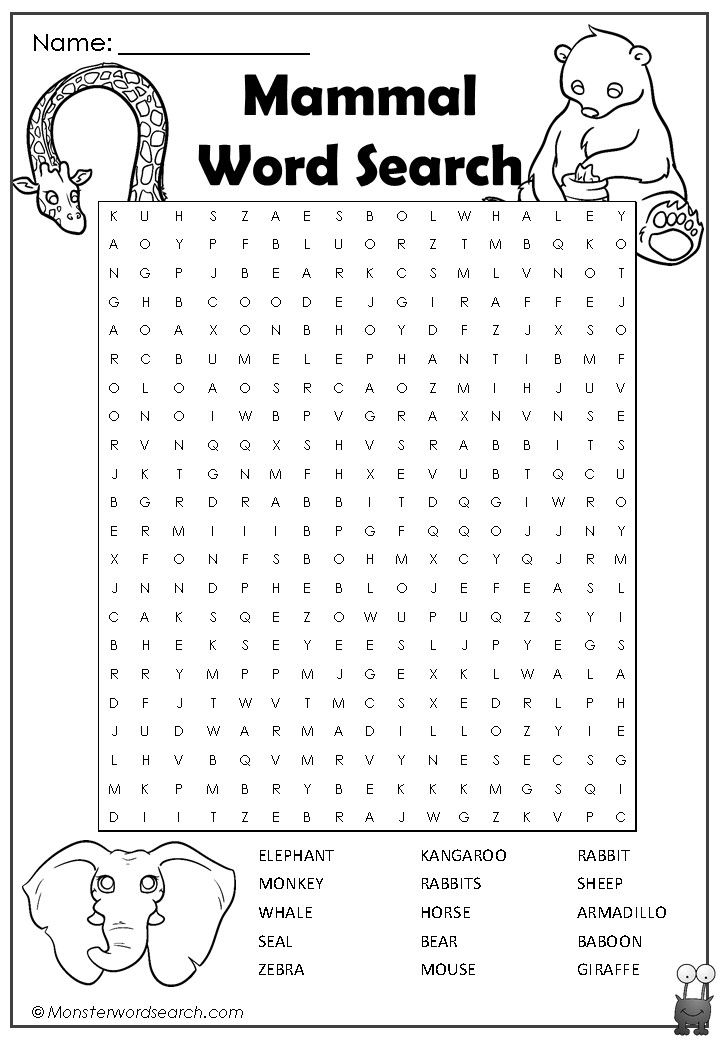 Name: _______________
Mammal
Word Search
K U H S Z A E S B O L W H A L E Y
A O Y P F B L U O R Z T M B Q K O
N G P J B E A R K C S M L V N O T
G H B C O O D E J G I R A F F E J
A O A X O N B H O Y D F Z J X S O
R C B U M E L E P H A N T I B M F
O L O A O S R C A O Z M I H J U V
O N O I W B P V G R A X N V N S E
R V N Q Q X S H V S R A B B I T S
J K T G N M F H X E V U B T Q C U
B G R D R A B B I T D Q G I W R O
E R M I I I B P G F Q Q O J J N Y
X F O N F S B O H M X C Y Q J R M
J N N D P H E B L O J E F E A S L
C A K S Q E Z O W U P U Q Z S Y I
B H E K S E Y E E S L J P Y E G S
R R Y M P P M J G E X K L W A L A
D F J T W V T M C S X E D R L P H
J U D W A R M A D I L L O Z Y I E
L H V B Q V M R V Y N E S E C S G
M K P M B R Y B E K K K M G S Q I
D I I T Z E B R A J W G Z K V P C
ELEPHANT KANGAROO RABBIT
MONKEY RABBITS SHEEP
WHALE HORSE ARMADILLO
SEAL BEAR BABOON
ZEBRA MOUSE GIRAFFE
© Monsterwordsearch.com